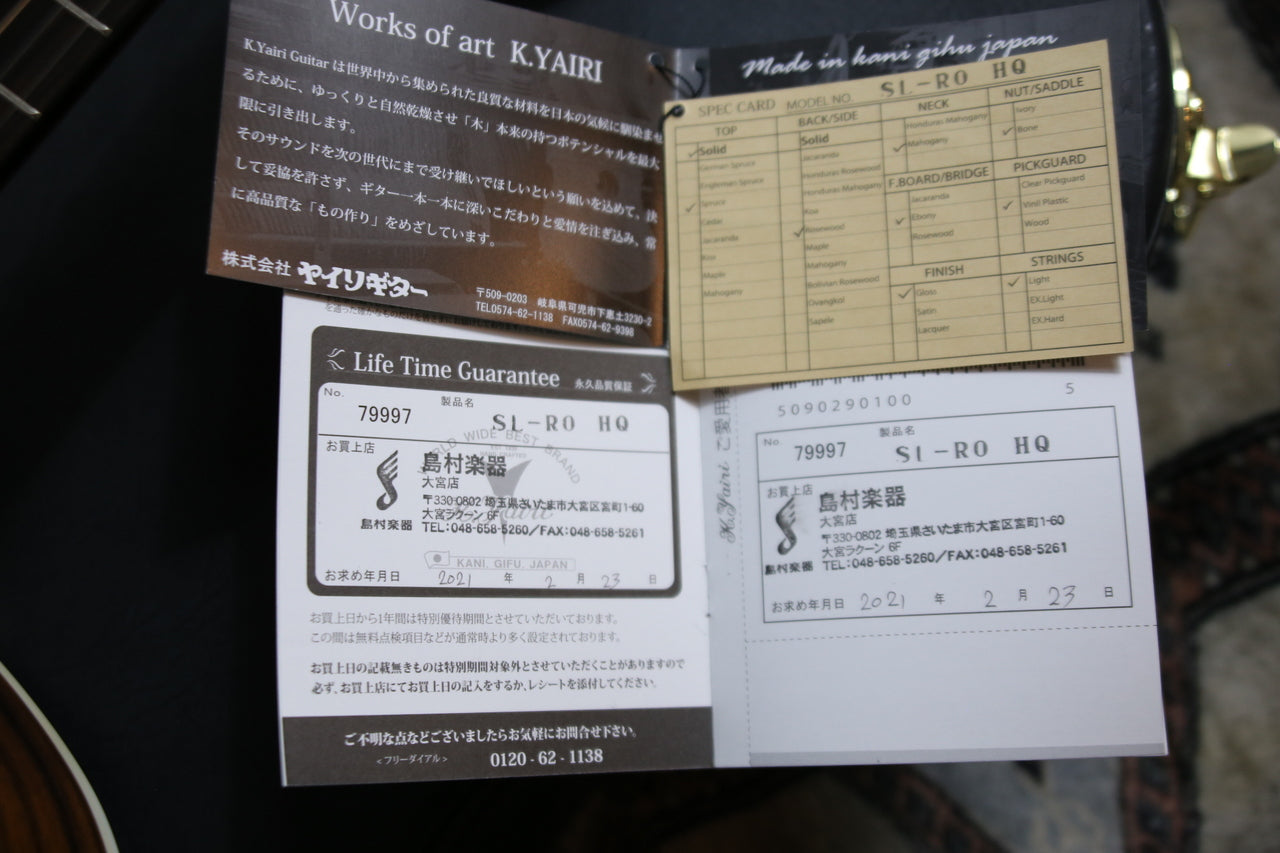 Works of art K.YAIRI
K.Yairi Guitar は世界中から集められた良質な材料を日本の気候に馴染ませ
るために、ゆっくりと自然乾燥させ「木」本来の持つポテンシャルを最大
限に引き出します。
そのサウンドを次の世代にまで受け継いでほしいという願いを込めて、決
して妥協を許さず、ギター一本一本に深いこだわりと愛情を注ぎ込み、常
に高品質な「もの作り」をめざしています。
株式会社 ヤイリギター
〒509-0203 岐阜県可児市下恵土3230-2
TEL0574-62-1138 FAX0574-62-9398
Made in kani gihu japan
SPEC CARD MODEL NO. SL-RO HQ
TOP
Solid
German Spruce
Engleman Spruce
Spruce
Cedar
Jacaranda
Koa
Maple
Mahogany
BACK/SIDE
Solid
Jacaranda
Honduras Rosewood
Honduras Mahogany
Koa
Rosewood
Maple
Mahogany
Bolivian Rosewood
Ovangkol
Sapele
NECK
Honduras Mahogany
Mahogany
F.BOARD/BRIDGE
Jacaranda
Ebony
Rosewood
FINISH
Gloss
Satin
Lacquer
NUT/SADDLE
Ivory
Bone
PICKGUARD
Clear Pickguard
Vinil Plastic
Wood
STRINGS
Light
EX.Light
EX.Hard
Life Time Guarantee 永久品質保証
No. 79997 製品名 SL-RO HQ
お買上店
島村楽器
大宮店
〒330-0802 埼玉県さいたま市大宮区宮町1-60
大宮ラクーン 6F
島村楽器 TEL:048-658-5260/FAX:048-658-5261
WORLD WIDE BEST BRAND
K.Yairi
KANI, GIFU, JAPAN
お求め年月日 2021 年 2 月 23 日
お買上日から1年間は特別優待期間とさせていただいております。
この間は無料点検項目などが通常時より多く設定されております。
お買上日の記載無きものは特別期間対象外とさせていただくことがありますので
必ず、お買上店にてお買上日の記入をするか、レシートを添付してください。
ご不明な点などございましたらお気軽にお問合せ下さい。
<フリーダイアル> 0120-62-1138
K.Yairi ご愛用
5090290100 5
No. 79997 製品名 SL-RO HQ
お買上店
島村楽器
大宮店
〒330-0802 埼玉県さいたま市大宮区宮町1-60
大宮ラクーン 6F
島村楽器 TEL:048-658-5260/FAX:048-658-5261
お求め年月日 2021 年 2 月 23 日